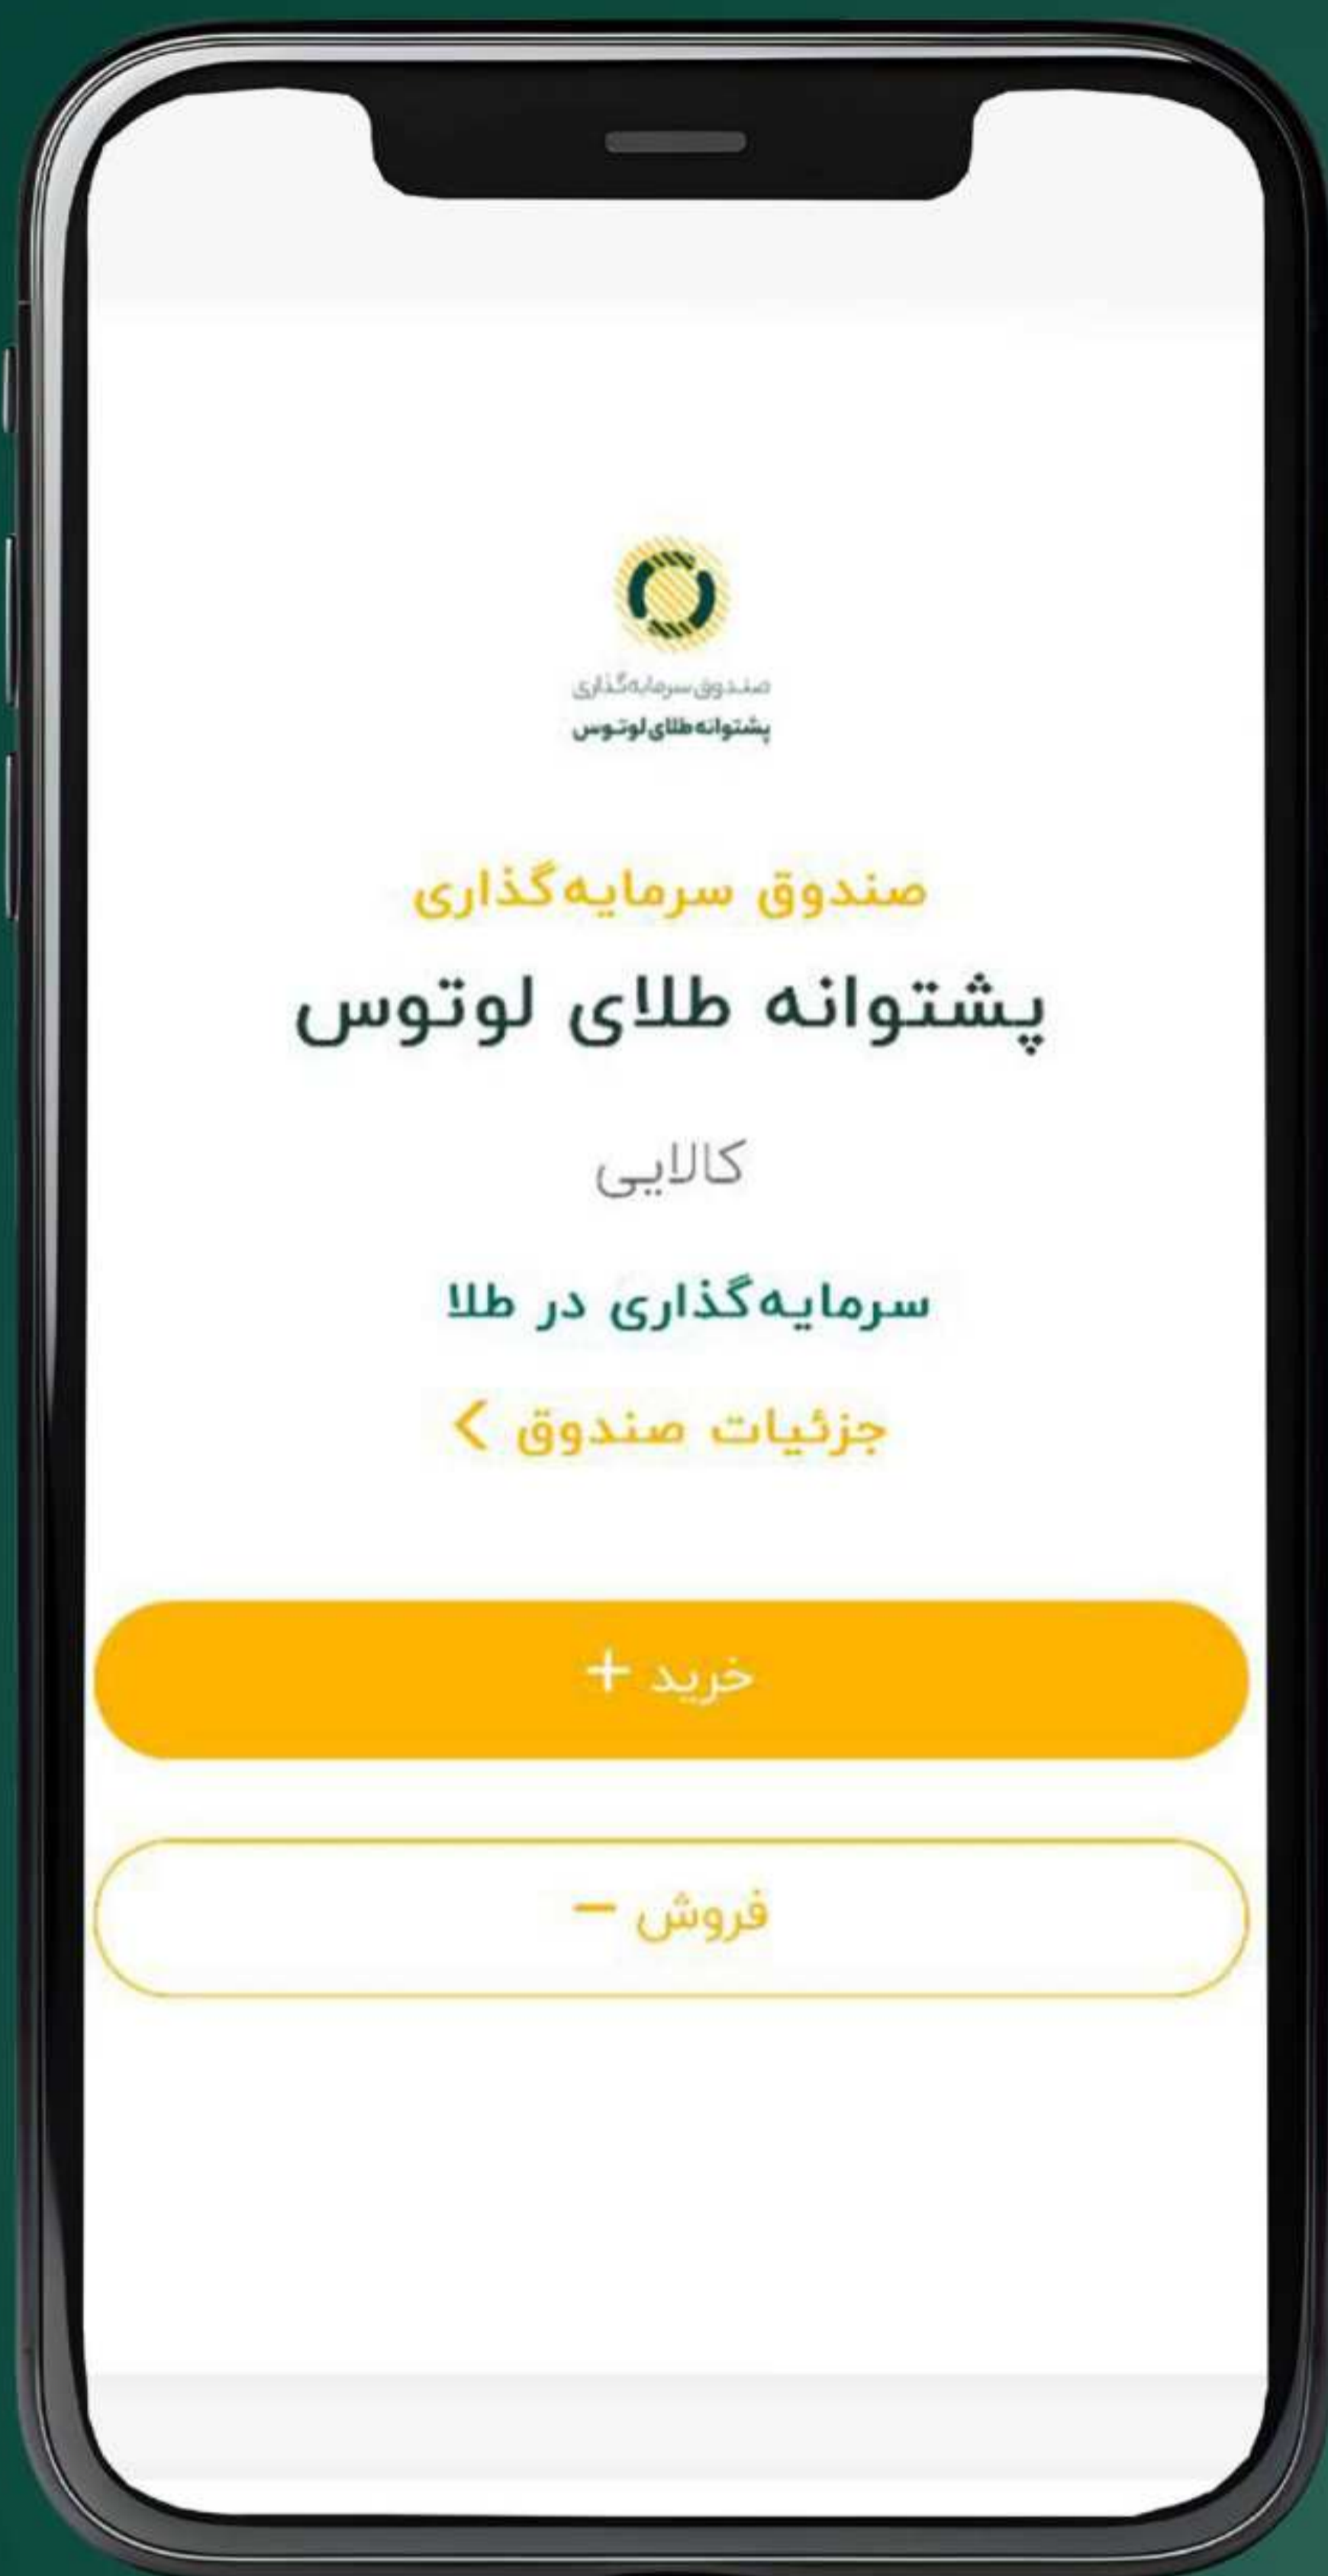 صندوق سرمایه‌گذاری
پشتوانه طلای لوتوس
صندوق سرمایه‌گذاری
پشتوانه طلای لوتوس
کالایی
سرمایه‌گذاری در طلا
جزئیات صندوق >
خرید +
فروش −